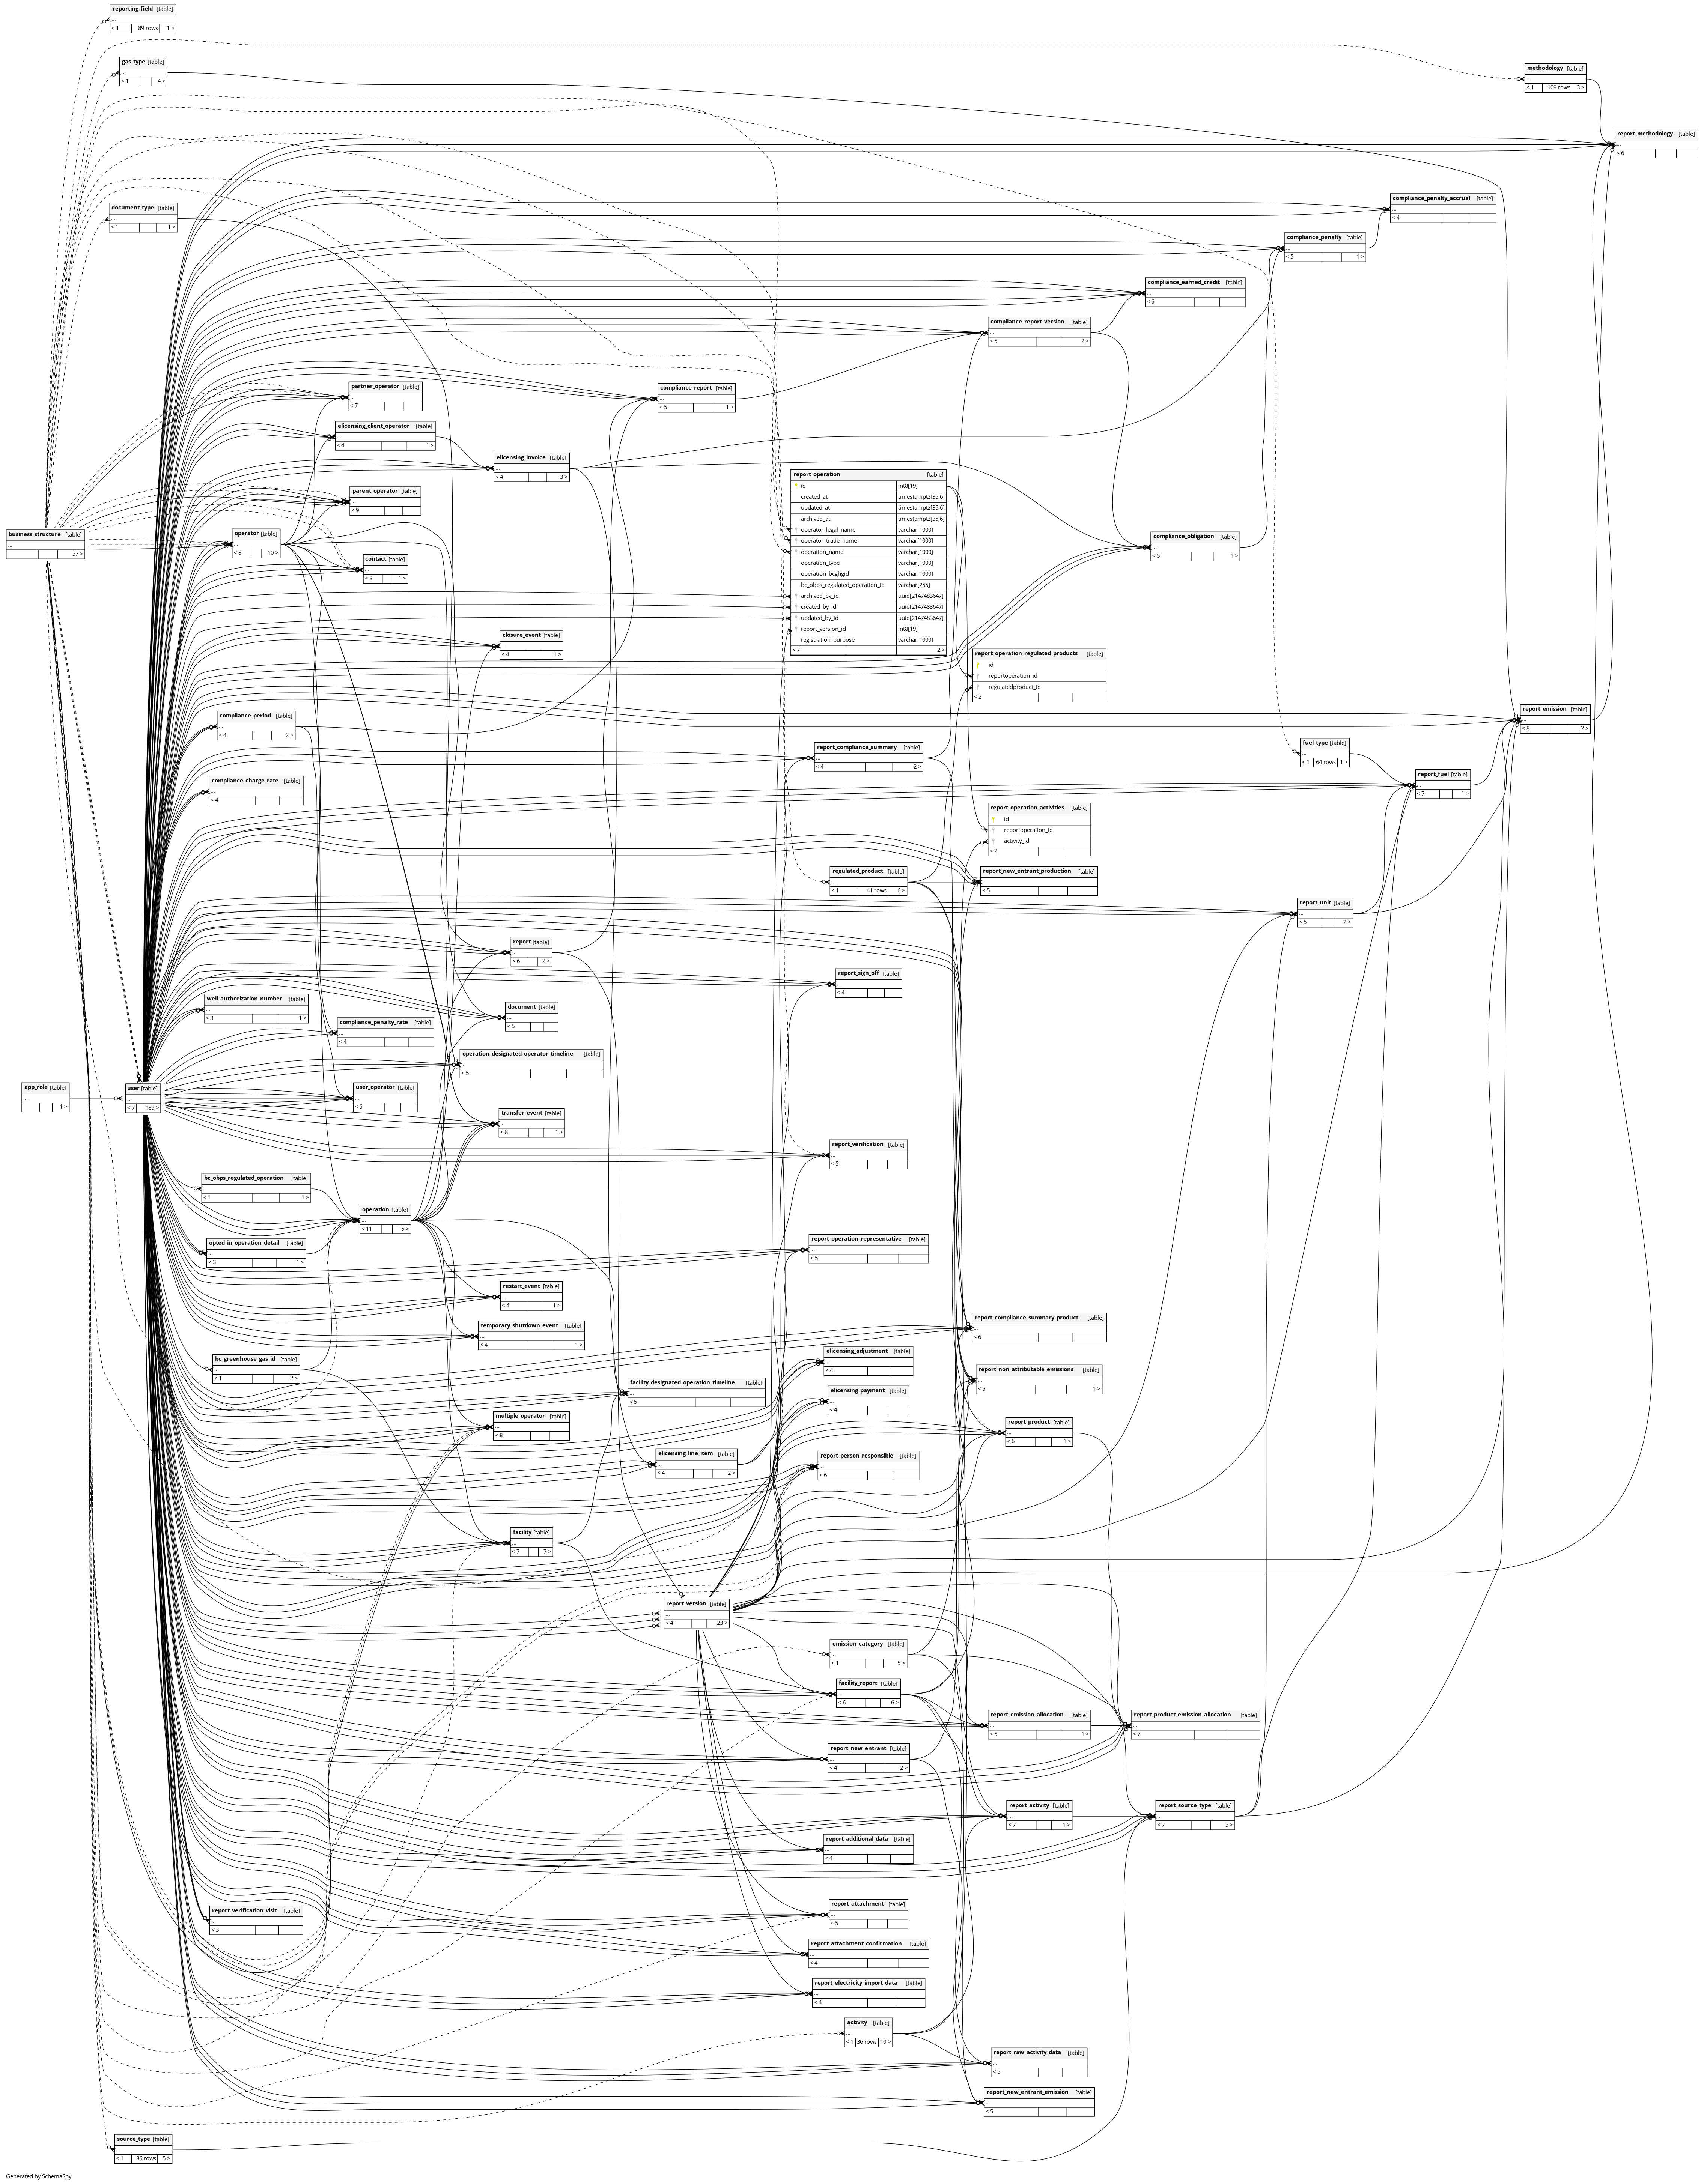 reporting_field [table]
...
< 1 89 rows 1 >
gas_type [table]
...
< 1 4 >
methodology [table]
...
< 1 109 rows 3 >
report_methodology [table]
...
< 6
document_type [table]
...
< 1 1 >
compliance_penalty_accrual [table]
...
< 4
compliance_penalty [table]
...
< 5 1 >
compliance_earned_credit [table]
...
< 6
compliance_report_version [table]
...
< 5 2 >
partner_operator [table]
...
< 7
compliance_report [table]
...
< 5 1 >
elicensing_client_operator [table]
...
< 4 1 >
elicensing_invoice [table]
...
< 4 3 >
report_operation [table]
id int8[19]
created_at timestamptz[35,6]
updated_at timestamptz[35,6]
archived_at timestamptz[35,6]
operator_legal_name varchar[1000]
operator_trade_name varchar[1000]
operation_name varchar[1000]
operation_type varchar[1000]
operation_bcghgid varchar[1000]
bc_obps_regulated_operation_id varchar[255]
archived_by_id uuid[2147483647]
created_by_id uuid[2147483647]
updated_by_id uuid[2147483647]
report_version_id int8[19]
registration_purpose varchar[1000]
< 7 2 >
parent_operator [table]
...
< 9
business_structure [table]
...
37 >
operator [table]
...
< 8 10 >
contact [table]
...
< 8 1 >
compliance_obligation [table]
...
< 5 1 >
closure_event [table]
...
< 4 1 >
report_operation_regulated_products [table]
id
reportoperation_id
regulatedproduct_id
< 2
compliance_period [table]
...
< 4 2 >
report_emission [table]
...
< 8 2 >
report_compliance_summary [table]
...
< 4 2 >
fuel_type [table]
...
< 1 64 rows 1 >
report_fuel [table]
...
< 7 1 >
compliance_charge_rate [table]
...
< 4
report_operation_activities [table]
id
reportoperation_id
activity_id
< 2
regulated_product [table]
...
< 1 41 rows 6 >
report_new_entrant_production [table]
...
< 5
report_unit [table]
...
< 5 2 >
report [table]
...
< 6 2 >
report_sign_off [table]
...
< 4
well_authorization_number [table]
...
< 3 1 >
document [table]
...
< 5
compliance_penalty_rate [table]
...
< 4
operation_designated_operator_timeline [table]
...
< 5
app_role [table]
...
1 >
user [table]
...
< 7 189 >
user_operator [table]
...
< 6
transfer_event [table]
...
< 8 1 >
report_verification [table]
...
< 5
bc_obps_regulated_operation [table]
...
< 1 1 >
operation [table]
...
< 11 15 >
opted_in_operation_detail [table]
...
< 3 1 >
report_operation_representative [table]
...
< 5
restart_event [table]
...
< 4 1 >
temporary_shutdown_event [table]
...
< 4 1 >
report_compliance_summary_product [table]
...
< 6
bc_greenhouse_gas_id [table]
...
< 1 2 >
elicensing_adjustment [table]
...
< 4
report_non_attributable_emissions [table]
...
< 6 1 >
facility_designated_operation_timeline [table]
...
< 5
elicensing_payment [table]
...
< 4
multiple_operator [table]
...
< 8
report_product [table]
...
< 6 1 >
elicensing_line_item [table]
...
< 4 2 >
report_person_responsible [table]
...
< 6
facility [table]
...
< 7 7 >
report_version [table]
...
< 4 23 >
emission_category [table]
...
< 1 5 >
facility_report [table]
...
< 6 6 >
report_emission_allocation [table]
...
< 5 1 >
report_product_emission_allocation [table]
...
< 7
report_new_entrant [table]
...
< 4 2 >
report_activity [table]
...
< 7 1 >
report_source_type [table]
...
< 7 3 >
report_additional_data [table]
...
< 4
report_attachment [table]
...
< 5
report_verification_visit [table]
...
< 3
report_attachment_confirmation [table]
...
< 4
report_electricity_import_data [table]
...
< 4
activity [table]
...
< 1 36 rows 10 >
report_raw_activity_data [table]
...
< 5
report_new_entrant_emission [table]
...
< 5
source_type [table]
...
< 1 86 rows 5 >
Generated by SchemaSpy